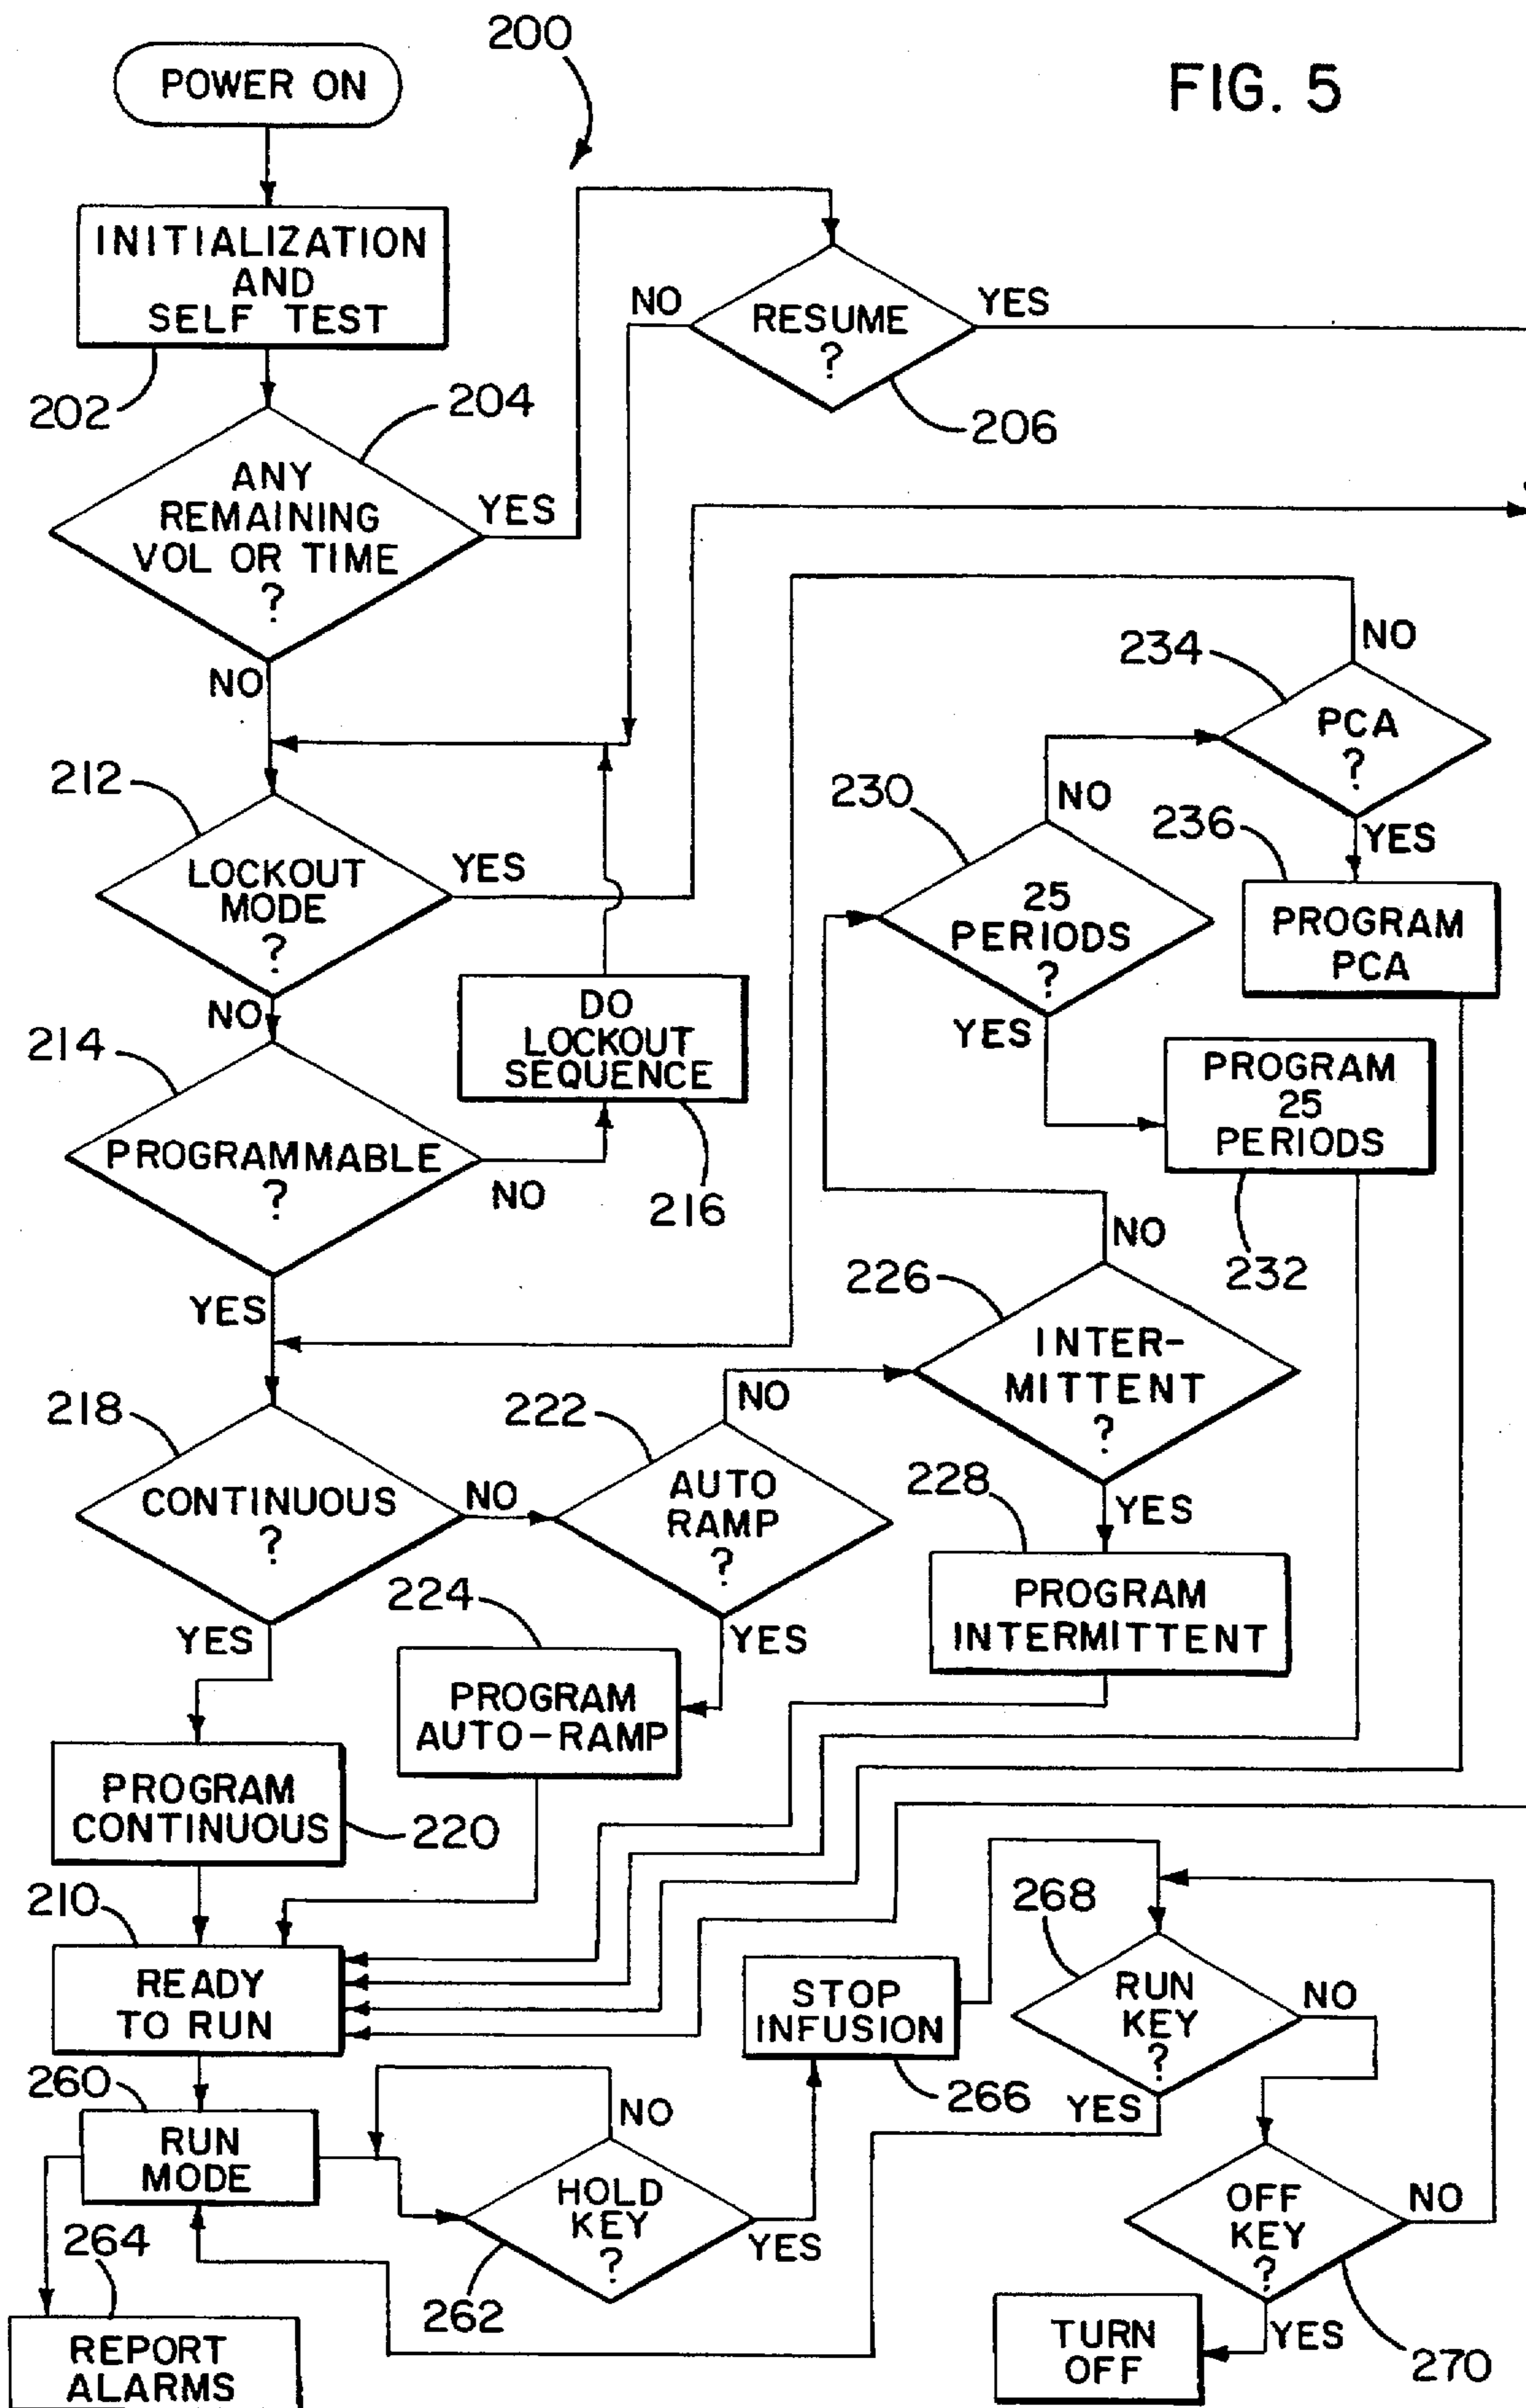 200
FIG. 5
POWER ON
INITIALIZATION
AND
SELF TEST
202
204
ANY
REMAINING
VOL OR TIME
?
YES
NO
NO
RESUME
?
YES
206
212
LOCKOUT
MODE
?
YES
NO
214
PROGRAMMABLE
?
NO
YES
DO
LOCKOUT
SEQUENCE
216
234
NO
PCA
?
YES
236
PROGRAM
PCA
230
NO
25
PERIODS
?
YES
PROGRAM
25
PERIODS
232
226
NO
INTER-
MITTENT
?
YES
228
PROGRAM
INTERMITTENT
218
CONTINUOUS
?
NO
YES
222
NO
AUTO
RAMP
?
YES
224
PROGRAM
AUTO-RAMP
PROGRAM
CONTINUOUS
220
210
READY
TO RUN
260
RUN
MODE
264
REPORT
ALARMS
NO
HOLD
KEY
?
YES
262
STOP
INFUSION
266
268
RUN
KEY
?
NO
YES
OFF
KEY
?
NO
YES
270
TURN
OFF